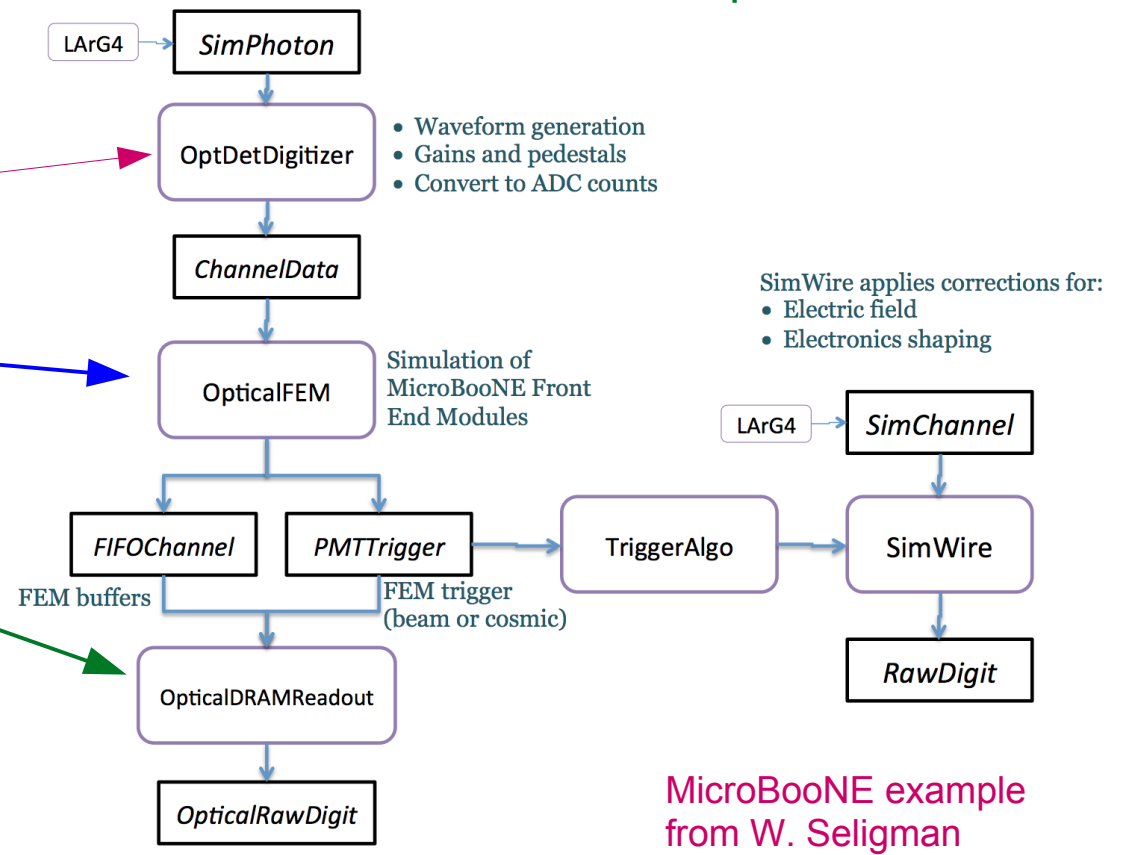 LArG4
SimPhoton
OptDetDigitizer
• Waveform generation
• Gains and pedestals
• Convert to ADC counts
ChannelData
OpticalFEM
Simulation of
MicroBooNE Front
End Modules
SimWire applies corrections for:
• Electric field
• Electronics shaping
LArG4
SimChannel
FIFOChannel
PMTTrigger
TriggerAlgo
SimWire
FEM buffers
FEM trigger
(beam or cosmic)
OpticalDRAMReadout
RawDigit
OpticalRawDigit
MicroBooNE example
from W. Seligman